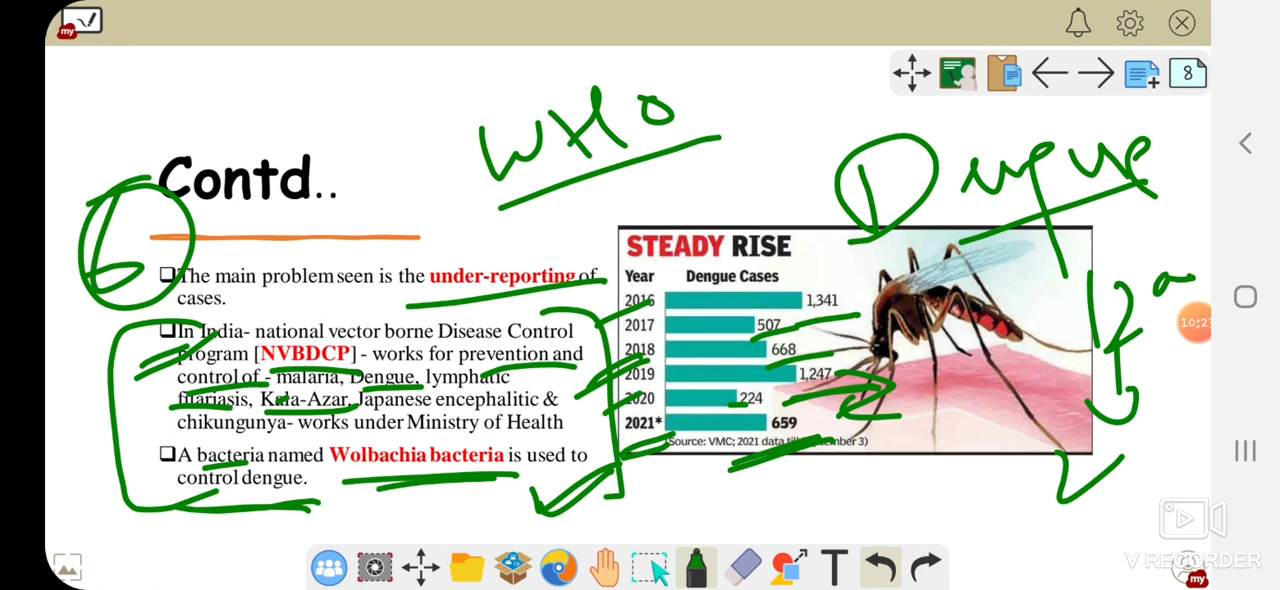 my
8
WHO
Dengue
Contd..
6
❑The main problem seen is the under-reporting of
cases.
❑In India- national vector borne Disease Control
program [NVBDCP] - works for prevention and
control of - malaria, Dengue, lymphatic
filariasis, Kala-Azar, Japanese encephalitic &
chikungunya- works under Ministry of Health
❑A bacteria named Wolbachia bacteria is used to
control dengue.
STEADY RISE
Year Dengue Cases
2016 1,341
2017 507
2018 668
2019 1,247
2020 224
2021* 659
(Source: VMC; 2021 data till September 3)
T
V RECORDER
my